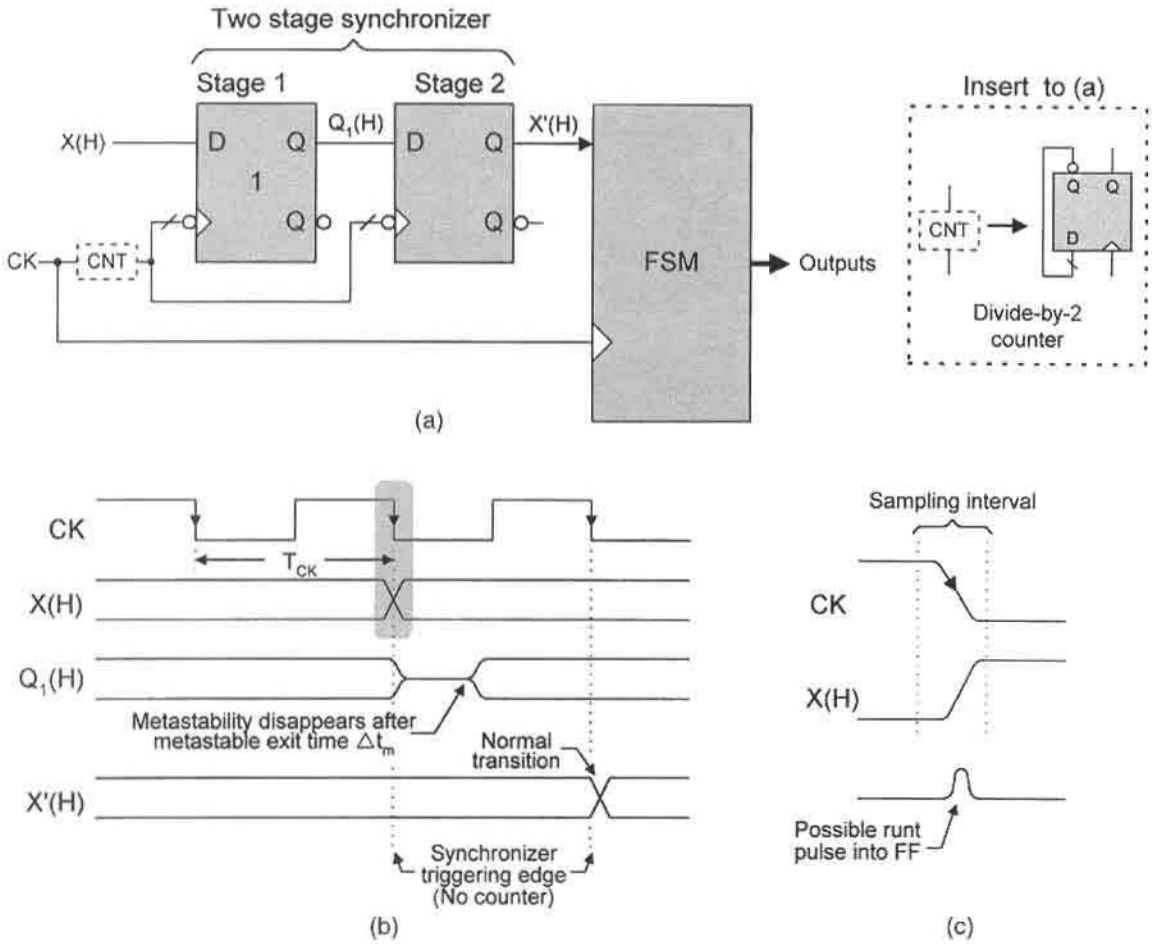 Two stage synchronizer
Stage 1
Stage 2
Insert to (a)
X(H)
D
Q
1
Q
Q₁(H)
D
Q
Q
X'(H)
CK
CNT
FSM
Outputs
CNT
Q
Q
D
Divide-by-2
counter
(a)
CK
T_CK
X(H)
Q₁(H)
Metastability disappears after
metastable exit time △t_m
Normal
transition
X'(H)
Synchronizer
triggering edge
(No counter)
(b)
Sampling interval
CK
X(H)
Possible runt
pulse into FF
(c)